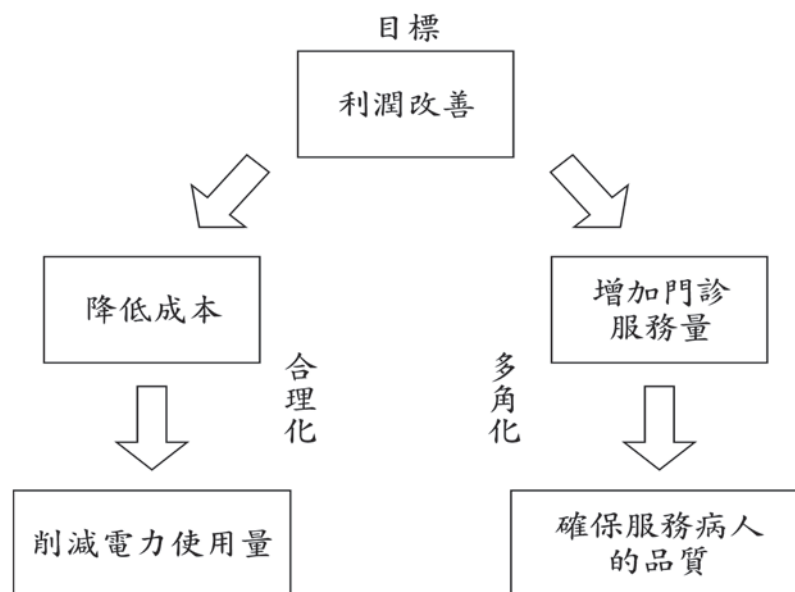 目標
利潤改善
降低成本
增加門診
服務量
合理化
多角化
削減電力使用量
確保服務病人
的品質